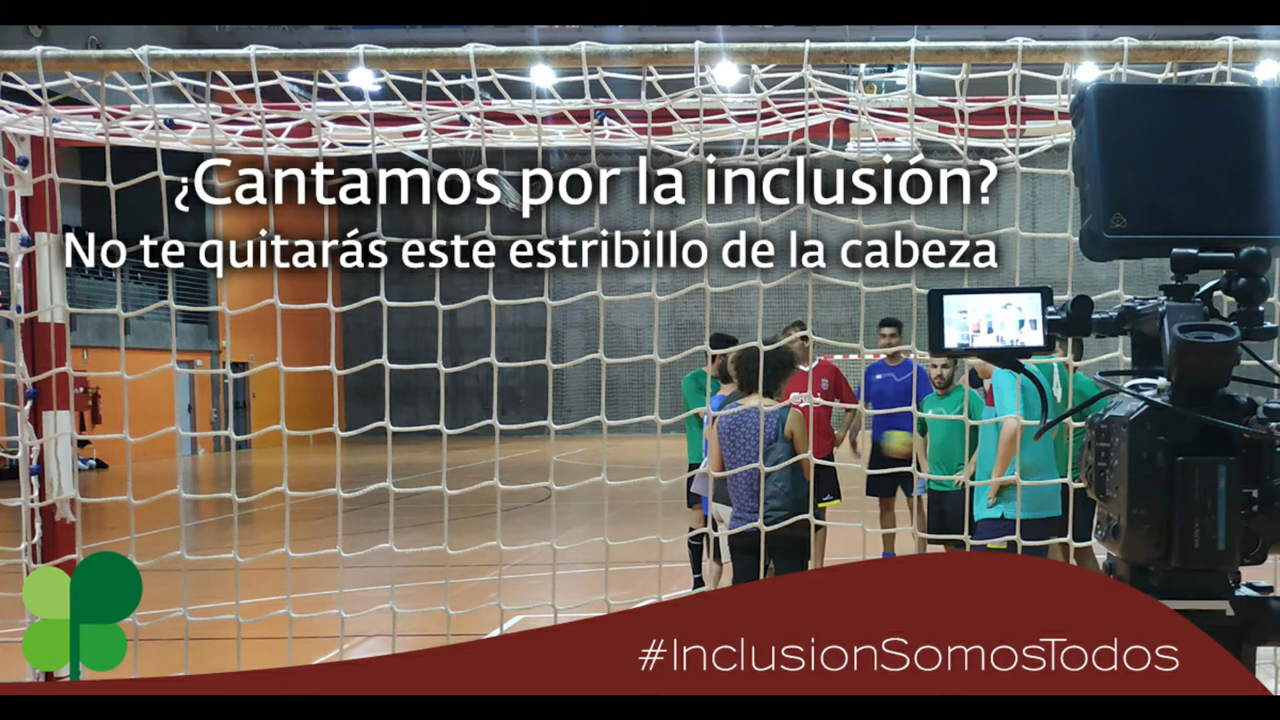 ¿Cantamos por la inclusión?
No te quitarás este estribillo de la cabeza
#InclusionSomosTodos